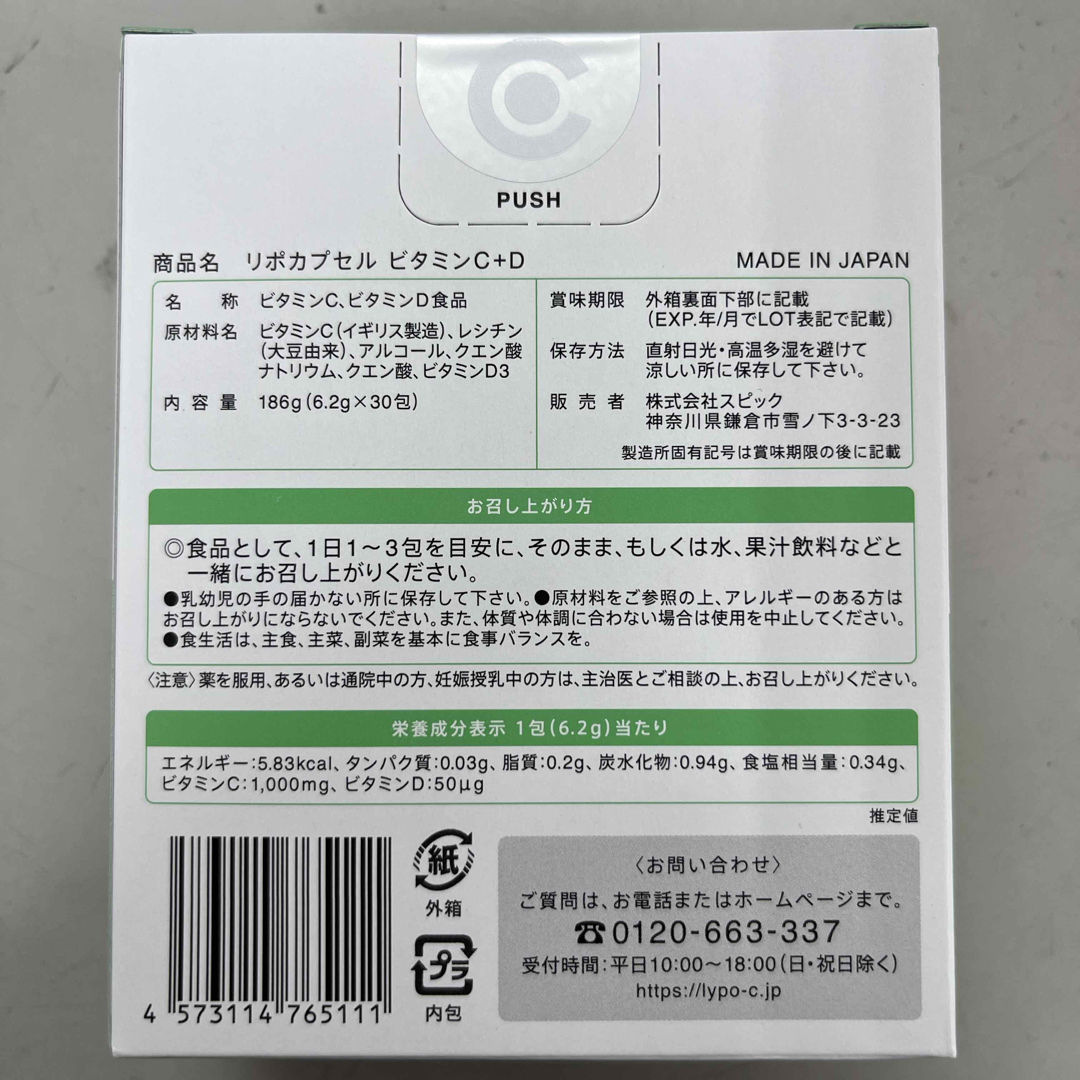 C
PUSH
商品名 リポカプセル ビタミンC+D
MADE IN JAPAN
名称 ビタミンC、ビタミンD食品
原材料名 ビタミンC(イギリス製造)、レシチン
(大豆由来)、アルコール、クエン酸
ナトリウム、クエン酸、ビタミンD3
内容量 186g(6.2g×30包)
賞味期限 外箱裏面下部に記載
(EXP.年/月でLOT表記で記載)
保存方法 直射日光・高温多湿を避けて
涼しい所に保存して下さい。
販売者 株式会社スピック
神奈川県鎌倉市雪ノ下3-3-23
製造所固有記号は賞味期限の後に記載
お召し上がり方
◎食品として、1日1〜3包を目安に、そのまま、もしくは水、果汁飲料などと
一緒にお召し上がりください。
●乳幼児の手の届かない所に保存して下さい。●原材料をご参照の上、アレルギーのある方は
お召し上がりにならないでください。また、体質や体調に合わない場合は使用を中止してください。
●食生活は、主食、主菜、副菜を基本に食事バランスを。
〈注意〉薬を服用、あるいは通院中の方、妊娠授乳中の方は、主治医とご相談の上、お召し上がりください。
栄養成分表示 1包(6.2g)当たり
エネルギー:5.83kcal、タンパク質:0.03g、脂質:0.2g、炭水化物:0.94g、食塩相当量:0.34g、
ビタミンC:1,000mg、ビタミンD:50μg
推定値
4 573114 765111
紙
外箱
プラ
内包
〈お問い合わせ〉
ご質問は、お電話またはホームページまで。
☎0120-663-337
受付時間:平日10:00〜18:00(日・祝日除く)
https://lypo-c.jp